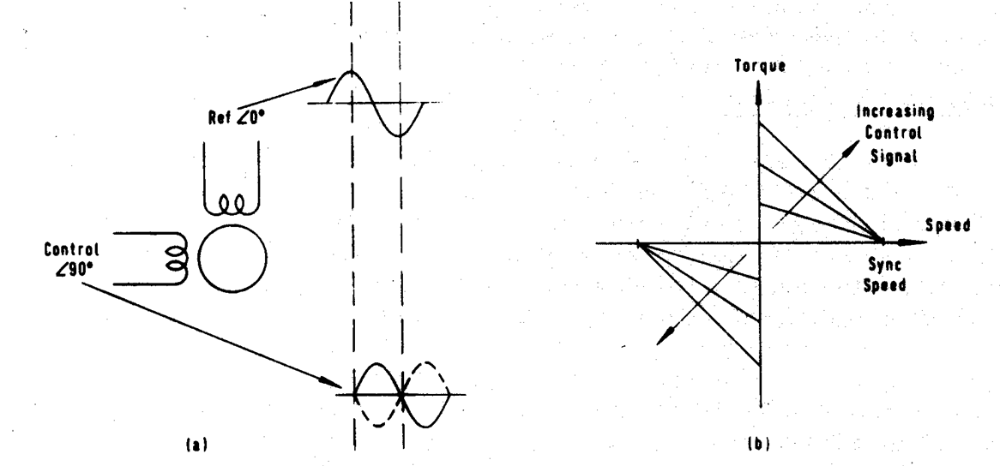 Ref ∠0°
Control
∠90°
(a)
Torque
Increasing
Control
Signal
Speed
Sync
Speed
(b)